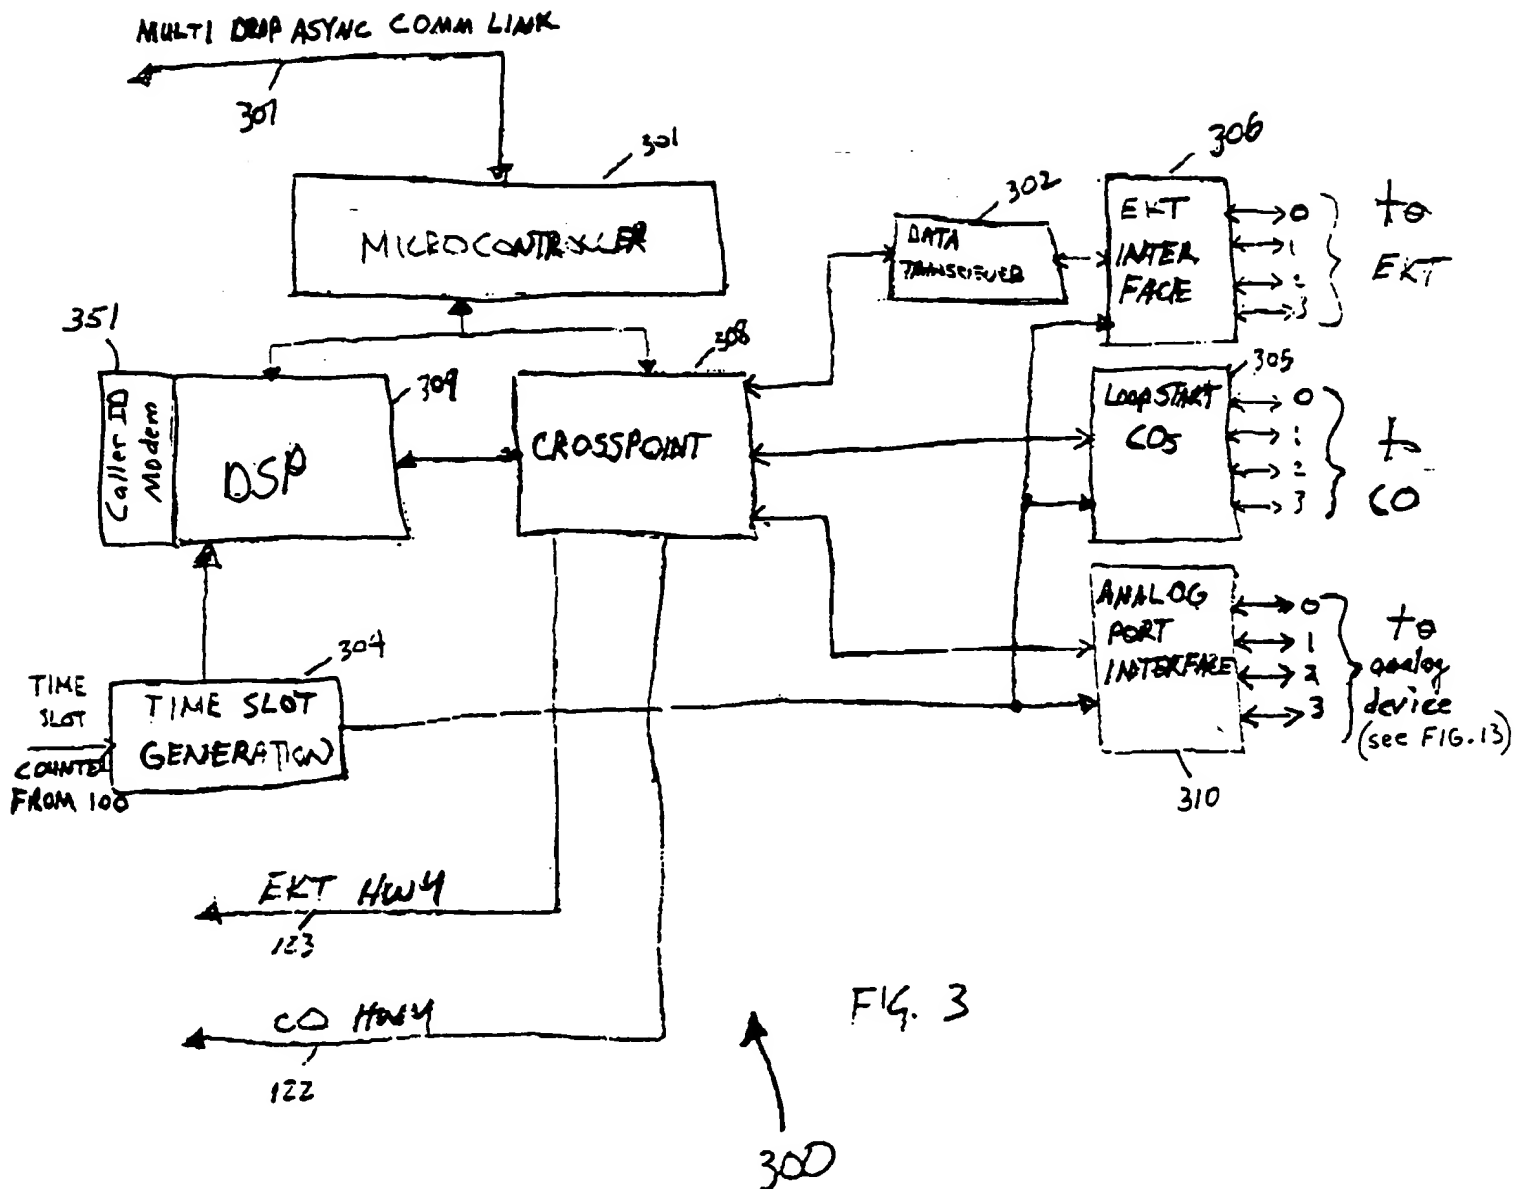 MULTI DROP ASYNC COMM LINK
307
301
MICROCONTROLLER
302
DATA
TRANSCIEVER
306
EKT
INTER
FACE
0
1
2
3
to
EKT
351
Caller ID
Modem
DSP
309
308
CROSSPOINT
305
LOOPSTART
COs
0
1
2
3
to
CO
304
TIME
SLOT
COUNTER
FROM 100
TIME SLOT
GENERATION
ANALOG
PORT
INTERFACE
310
0
1
2
3
to
analog
device
(see FIG.13)
EKT HWY
123
CO HWY
122
FIG. 3
300